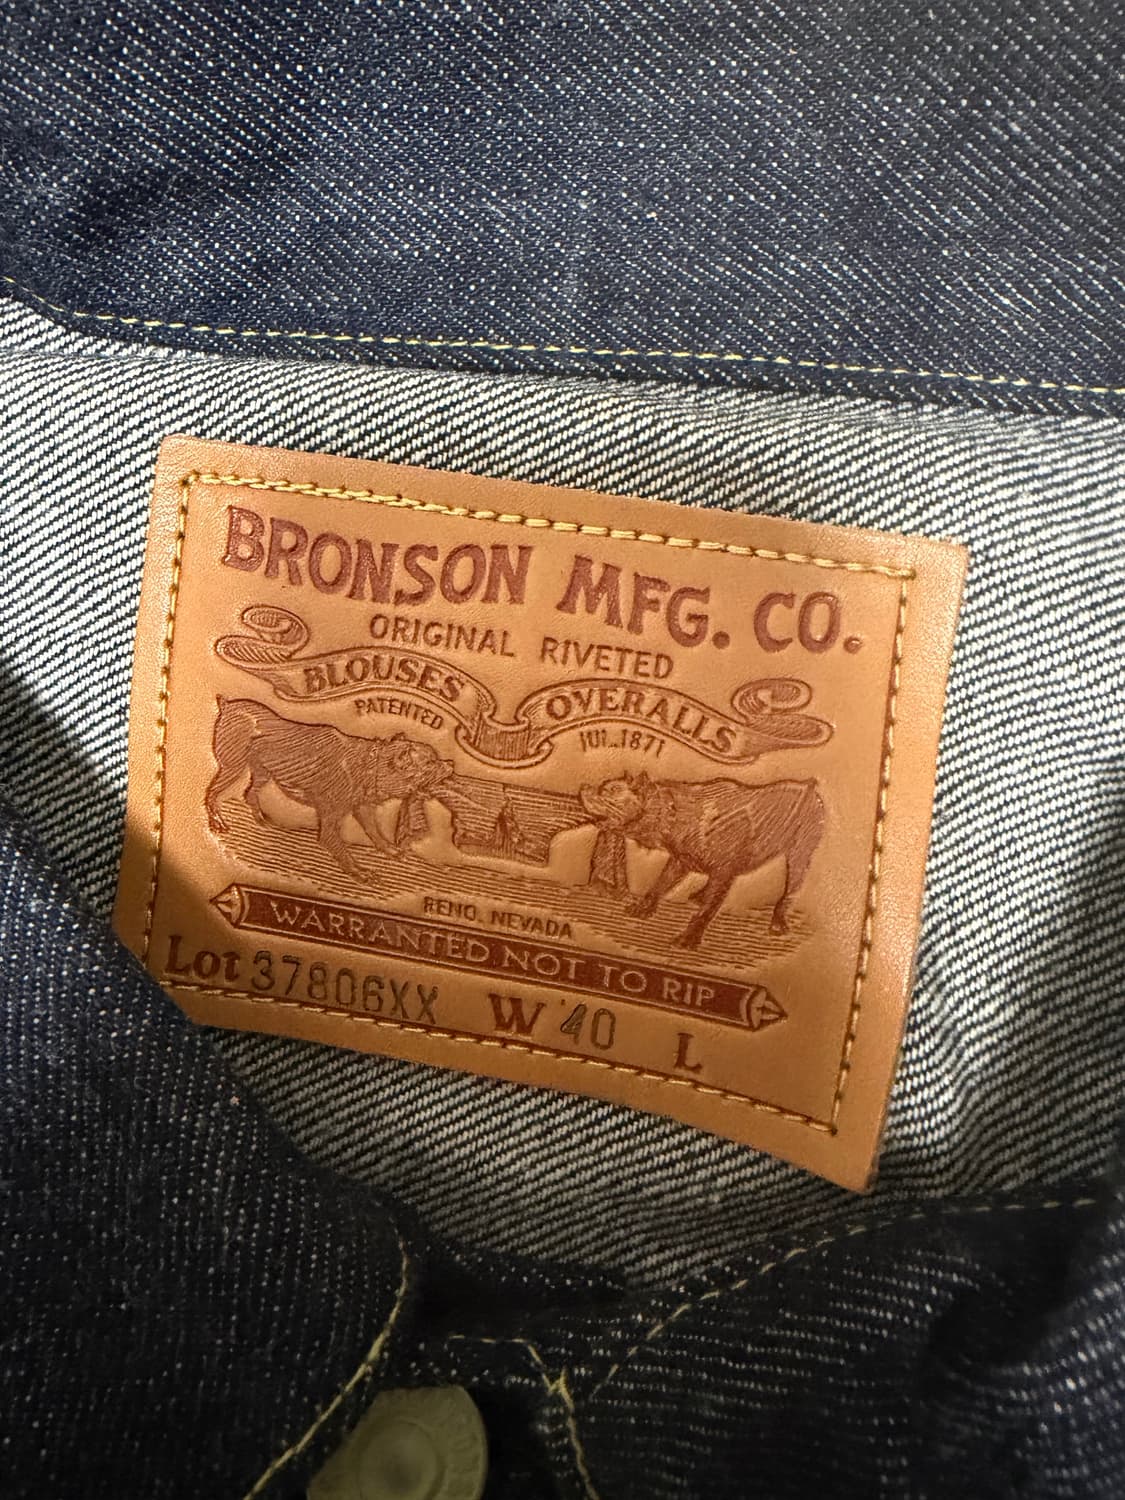 BRONSON MFG. CO.
ORIGINAL RIVETED
BLOUSES OVERALLS
PATENTED JUL.1871
RENO. NEVADA
WARRANTED NOT TO RIP
Lot 37806XX W 40 L